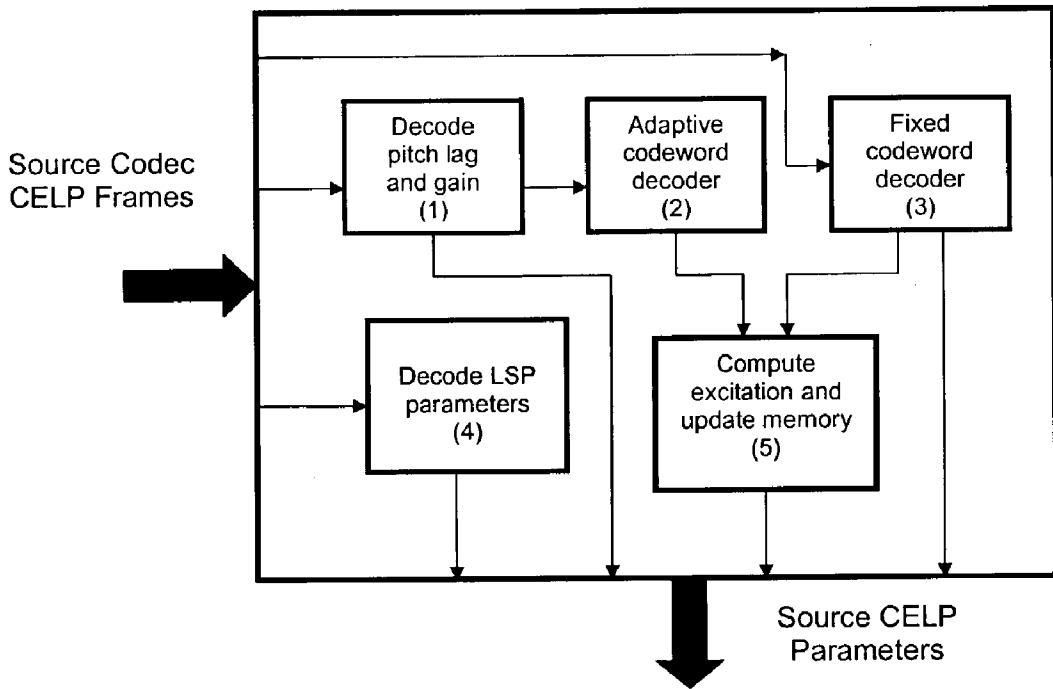 Source Codec
CELP Frames
Decode
pitch lag
and gain
(1)
Adaptive
codeword
decoder
(2)
Fixed
codeword
decoder
(3)
Decode LSP
parameters
(4)
Compute
excitation and
update memory
(5)
Source CELP
Parameters